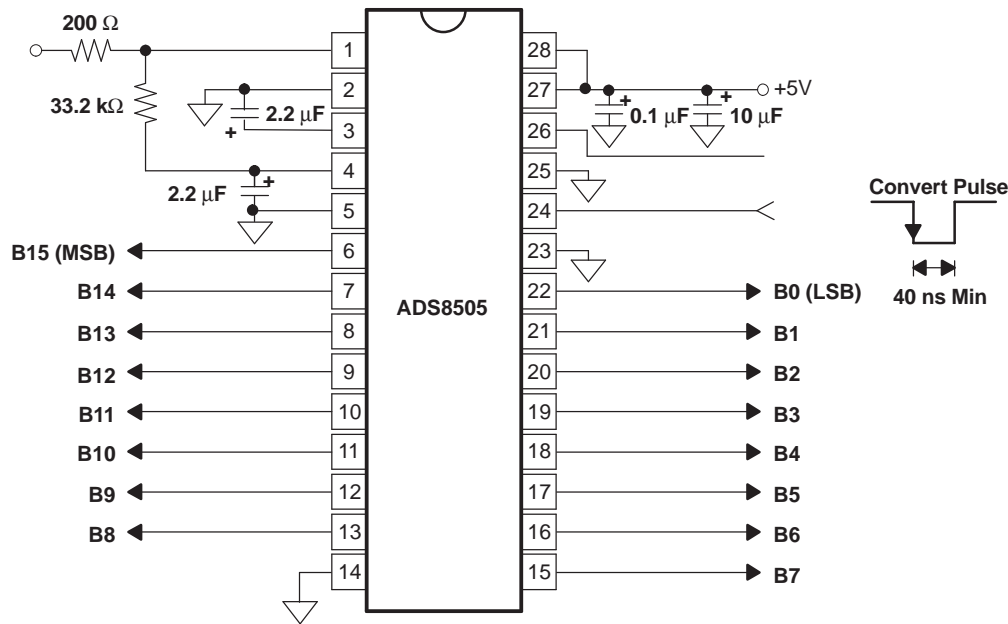 200 Ω
33.2 kΩ
2.2 μF
+
2.2 μF
+
B15 (MSB)
B14
B13
B12
B11
B10
B9
B8
1
2
3
4
5
6
7
8
9
10
11
12
13
14
ADS8505
28
27
26
25
24
23
22
21
20
19
18
17
16
15
+5V
+
0.1 μF
+
10 μF
B0 (LSB)
B1
B2
B3
B4
B5
B6
B7
Convert Pulse
40 ns Min